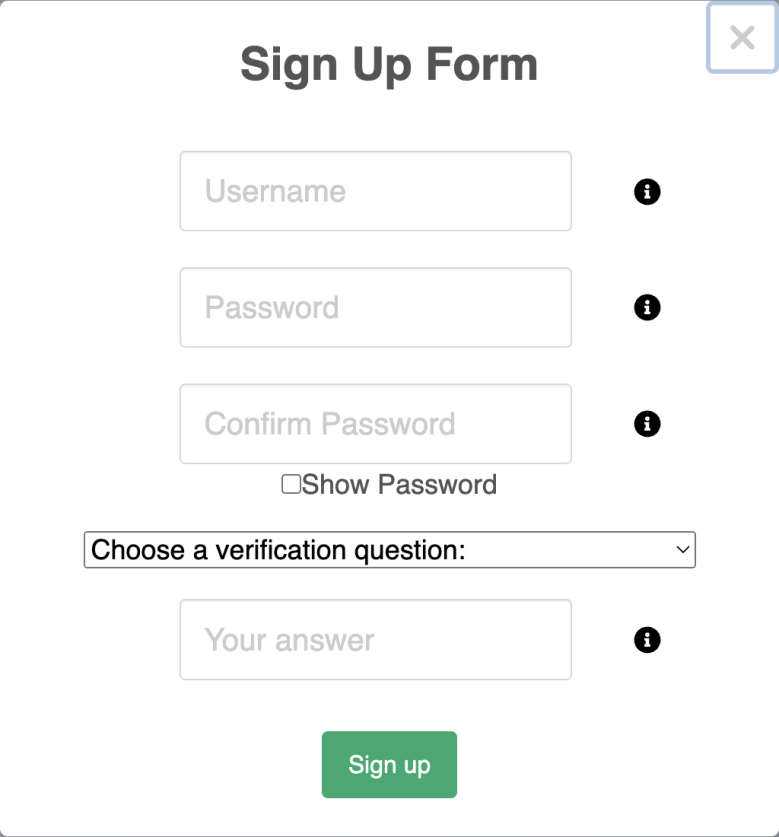 Sign Up Form
Username
Password
Confirm Password
Show Password
Choose a verification question:
Your answer
Sign up